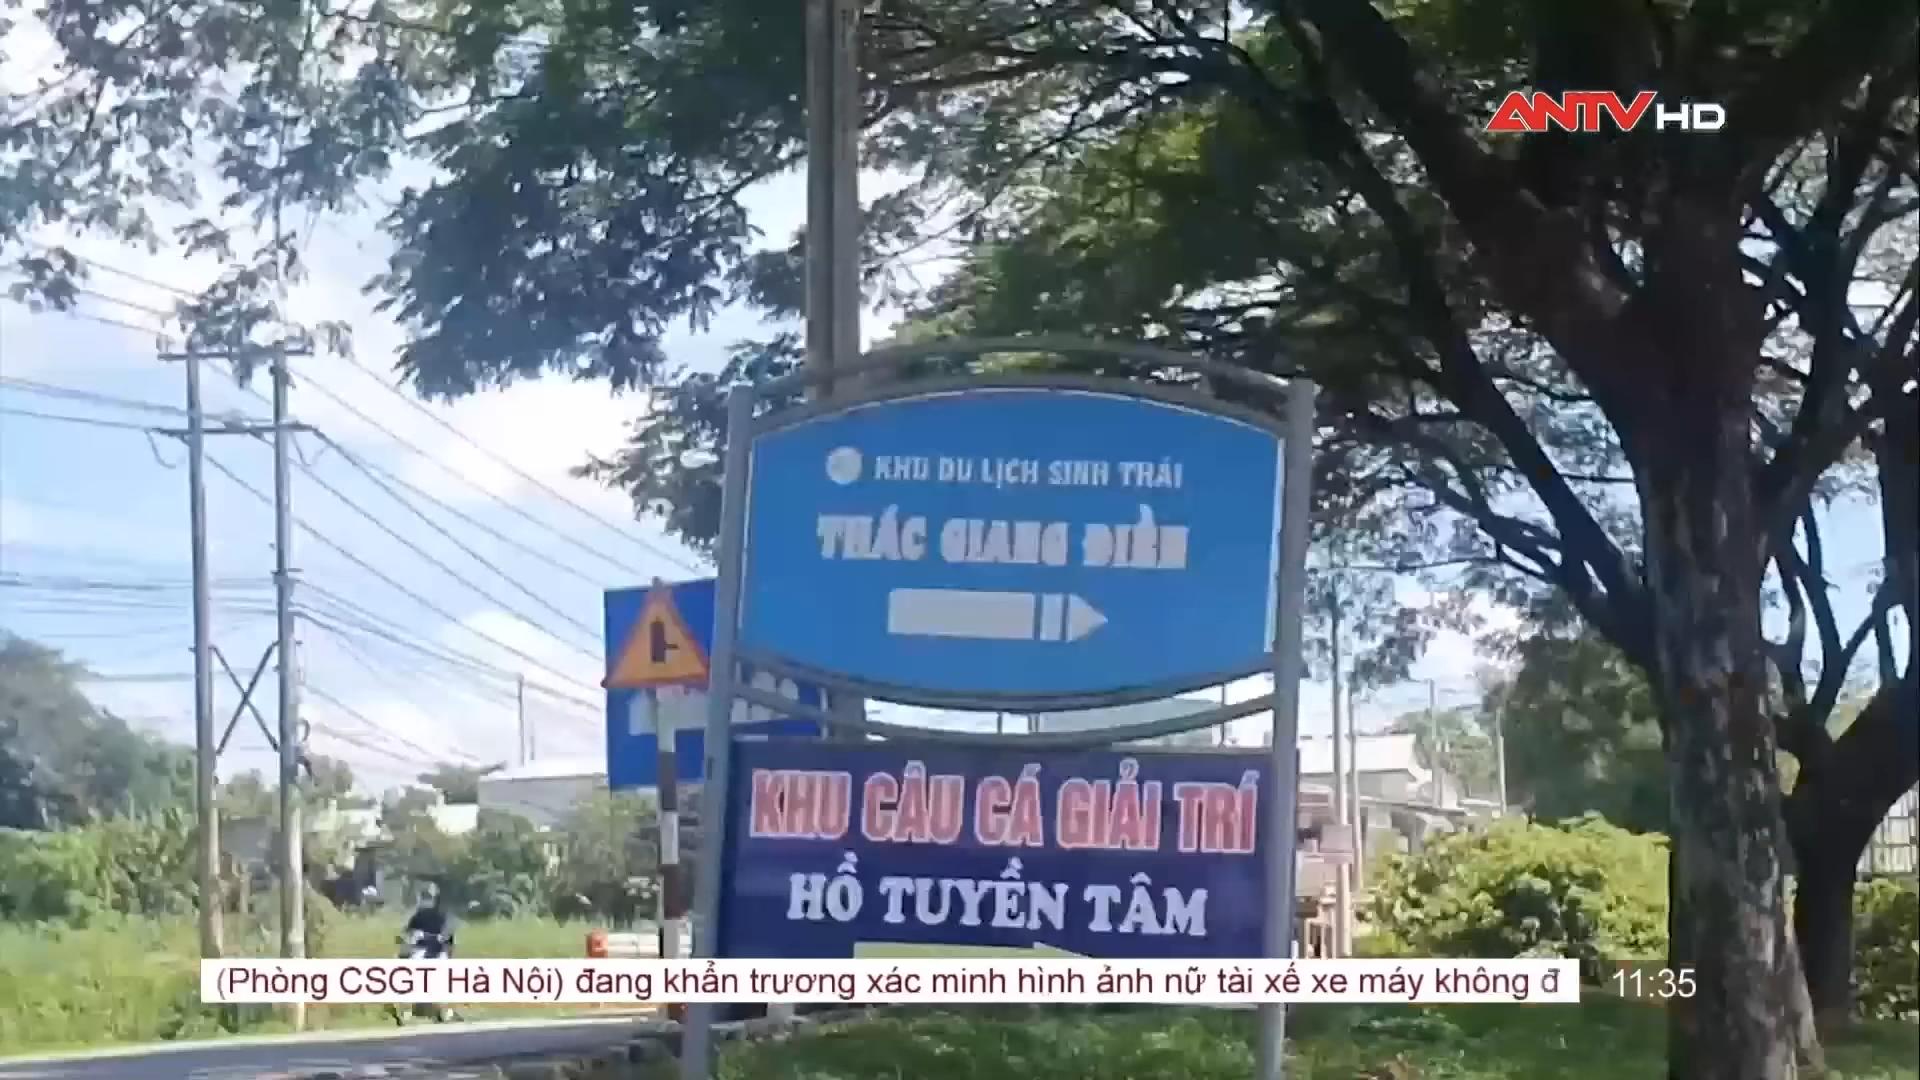 ANTV HD
KHU DU LỊCH SINH THÁI
THÁC GIANG ĐIỀN
KHU CÂU CÁ GIẢI TRÍ
HỒ TUYỀN TÂM
(Phòng CSGT Hà Nội) đang khẩn trương xác minh hình ảnh nữ tài xế xe máy không đ
11:35